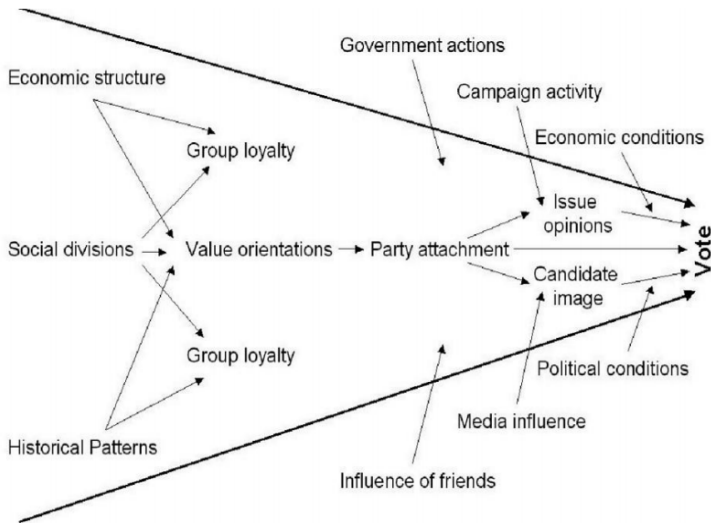 Government actions
Economic structure
Campaign activity
Economic conditions
Group loyalty
Issue
opinions
Social divisions
Value orientations
Party attachment
Vote
Candidate
image
Group loyalty
Political conditions
Media influence
Historical Patterns
Influence of friends